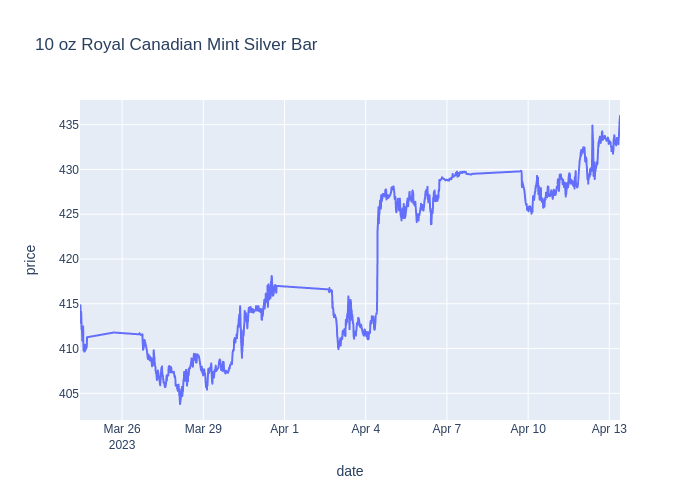 10 oz Royal Canadian Mint Silver Bar
435
430
425
420
415
410
405
price
Mar 26
2023
Mar 29
Apr 1
Apr 4
Apr 7
Apr 10
Apr 13
date